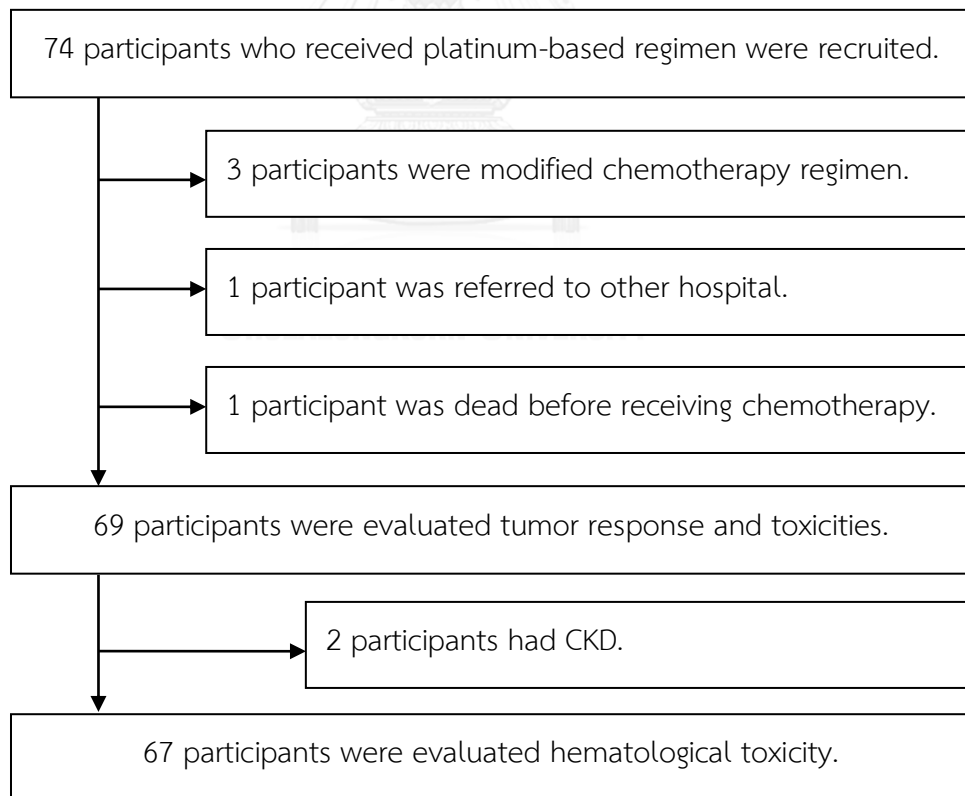 74 participants who received platinum-based regimen were recruited.
3 participants were modified chemotherapy regimen.
1 participant was referred to other hospital.
1 participant was dead before receiving chemotherapy.
69 participants were evaluated tumor response and toxicities.
2 participants had CKD.
67 participants were evaluated hematological toxicity.